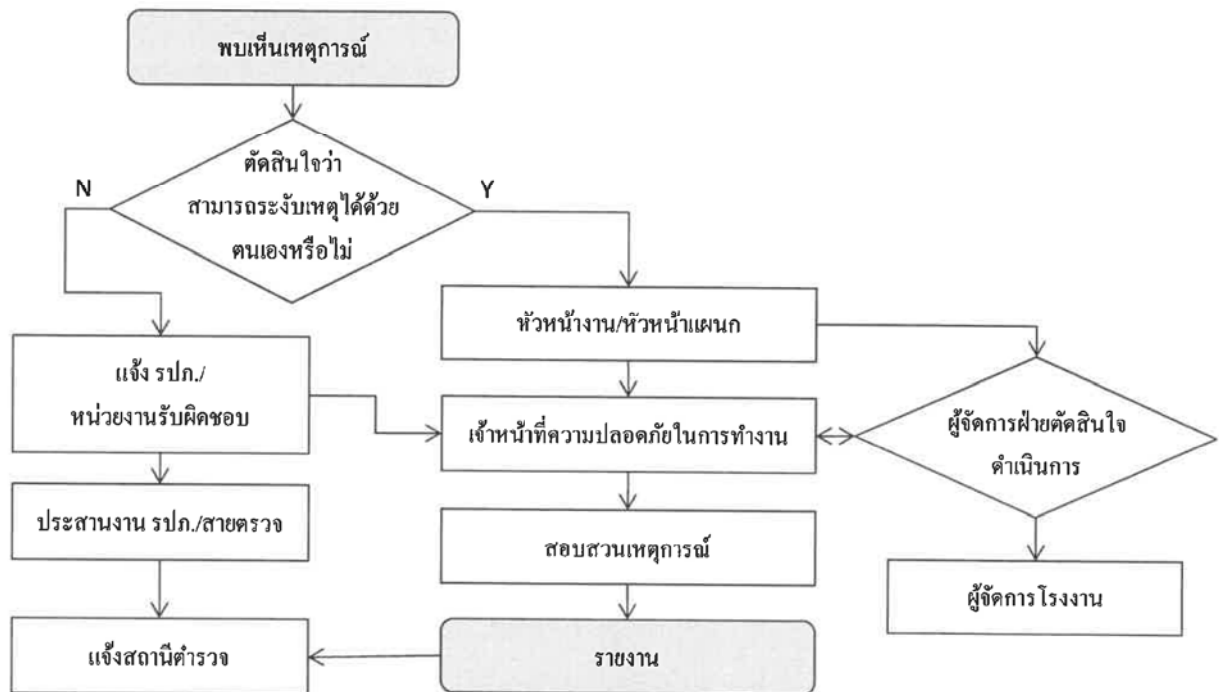 พบเห็นเหตุการณ์
ตัดสินใจว่า
สามารถระงับเหตุได้ด้วย
ตนเองหรือไม่
N
Y
หัวหน้างาน/หัวหน้าแผนก
แจ้ง รปภ./
หน่วยงานรับผิดชอบ
เจ้าหน้าที่ความปลอดภัยในการทำงาน
ผู้จัดการฝ่ายตัดสินใจ
ดำเนินการ
ประสานงาน รปภ./สายตรวจ
สอบสวนเหตุการณ์
ผู้จัดการโรงงาน
แจ้งสถานีตำรวจ
รายงาน